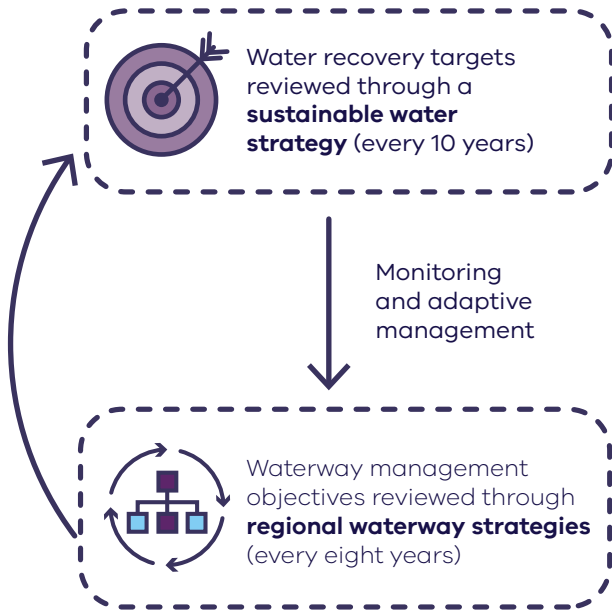 Water recovery targets
reviewed through a
sustainable water
strategy (every 10 years)
Monitoring
and adaptive
management
Waterway management
objectives reviewed through
regional waterway strategies
(every eight years)